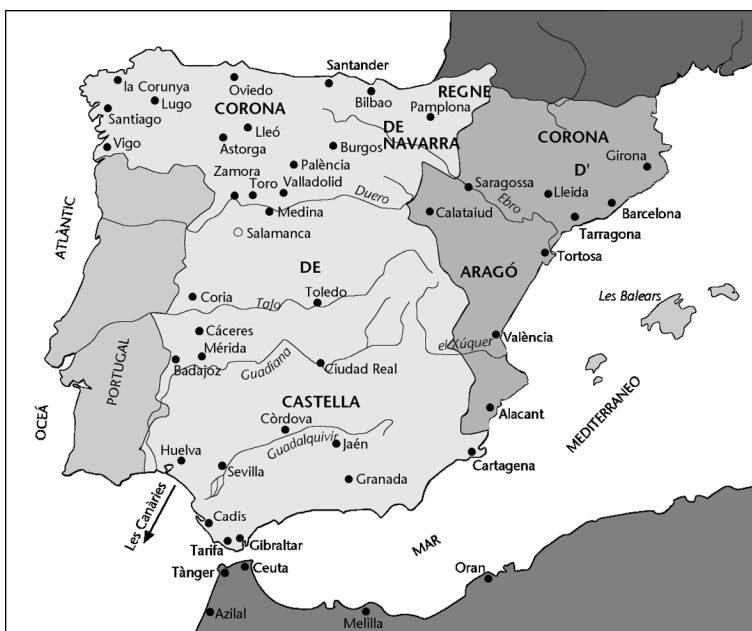 Santander
la Corunya
Oviedo
Bilbao
REGNE
Lugo
CORONA
Pamplona
Santiago
Lleó
DE
NAVARRA
CORONA
Vigo
Astorga
Burgos
D'
Girona
Palència
Zamora
Toro
Valladolid
Saragossa
Lleida
Duero
Ebro
Medina
Calataiud
Barcelona
Salamanca
Tarragona
ATLÀNTIC
Tortosa
DE
ARAGÓ
Coria
Tajo
Toledo
Les Balears
Cáceres
València
Mérida
el Xúquer
Badajoz
Guadiana
Ciudad Real
PORTUGAL
CASTELLA
Alacant
OCEÁ
Còrdova
MEDITERRANEO
Guadalquivir
Jaén
Huelva
Sevilla
Cartagena
Granada
Les Canàries
Cadis
Tarifa
Gibraltar
MAR
Tànger
Ceuta
Oran
Azilal
Melilla